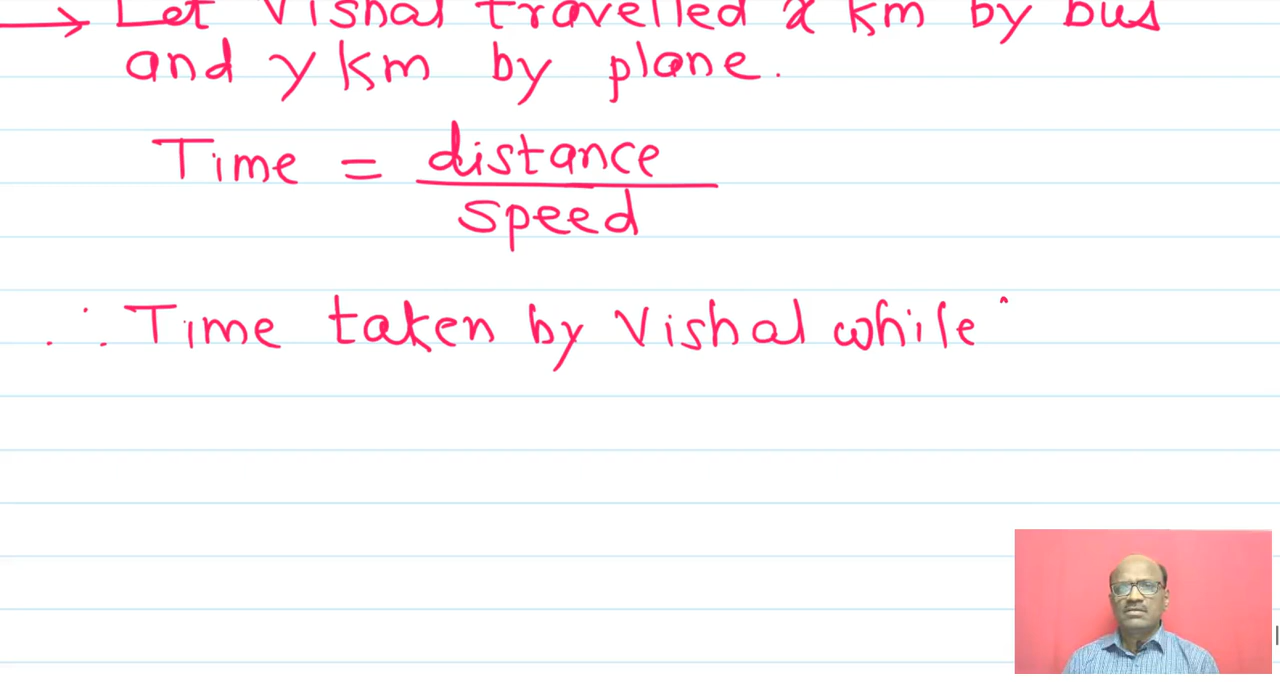 → Let Vishal travelled x km by bus
and y km by plane.
Time = distance
speed
∴ Time taken by Vishal while